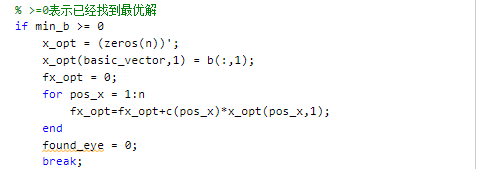 % >=0表示已经找到最优解
if min_b >= 0
x_opt = (zeros(n))';
x_opt(basic_vector,1) = b(:,1);
fx_opt = 0;
for pos_x = 1:n
fx_opt=fx_opt+c(pos_x)*x_opt(pos_x,1);
end
found_eye = 0;
break;